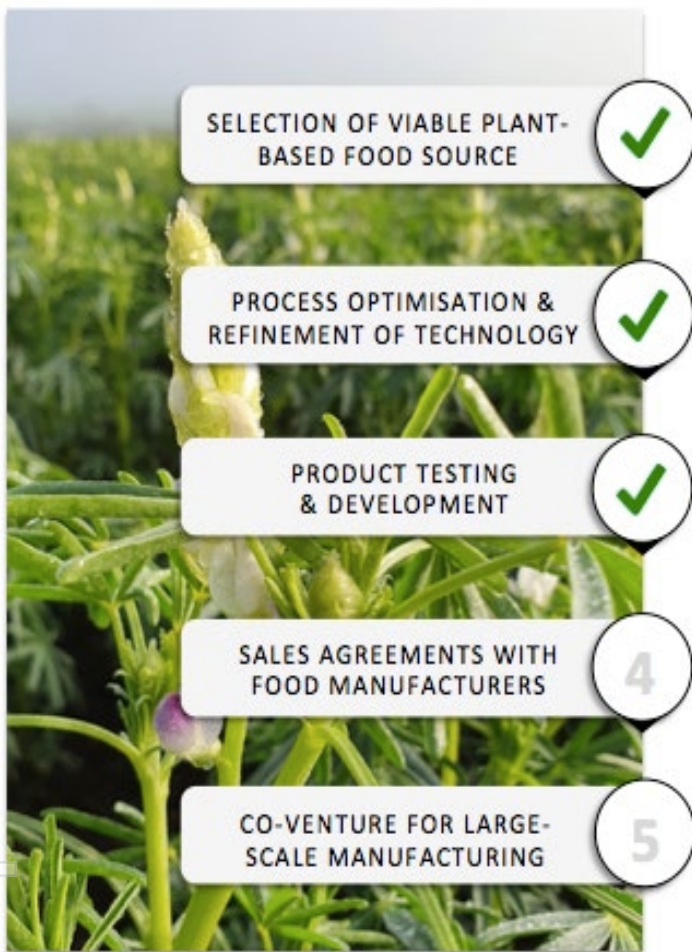 SELECTION OF VIABLE PLANT-
BASED FOOD SOURCE
PROCESS OPTIMISATION &
REFINEMENT OF TECHNOLOGY
PRODUCT TESTING
& DEVELOPMENT
SALES AGREEMENTS WITH
FOOD MANUFACTURERS
4
CO-VENTURE FOR LARGE-
SCALE MANUFACTURING
5